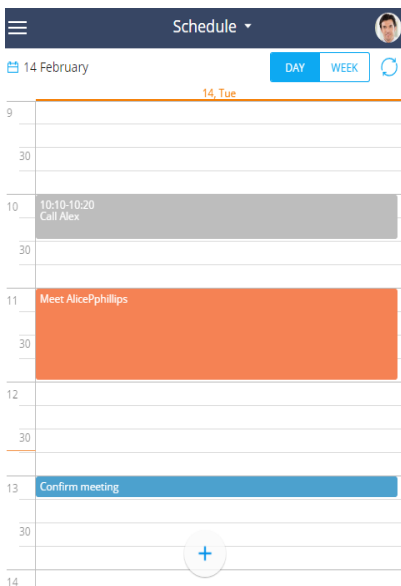 Schedule
14 February
DAY WEEK
14, Tue
9
30
10
10:10-10:20
Call Alex
30
11
Meet AlicePphillips
30
12
30
13
Confirm meeting
30
14